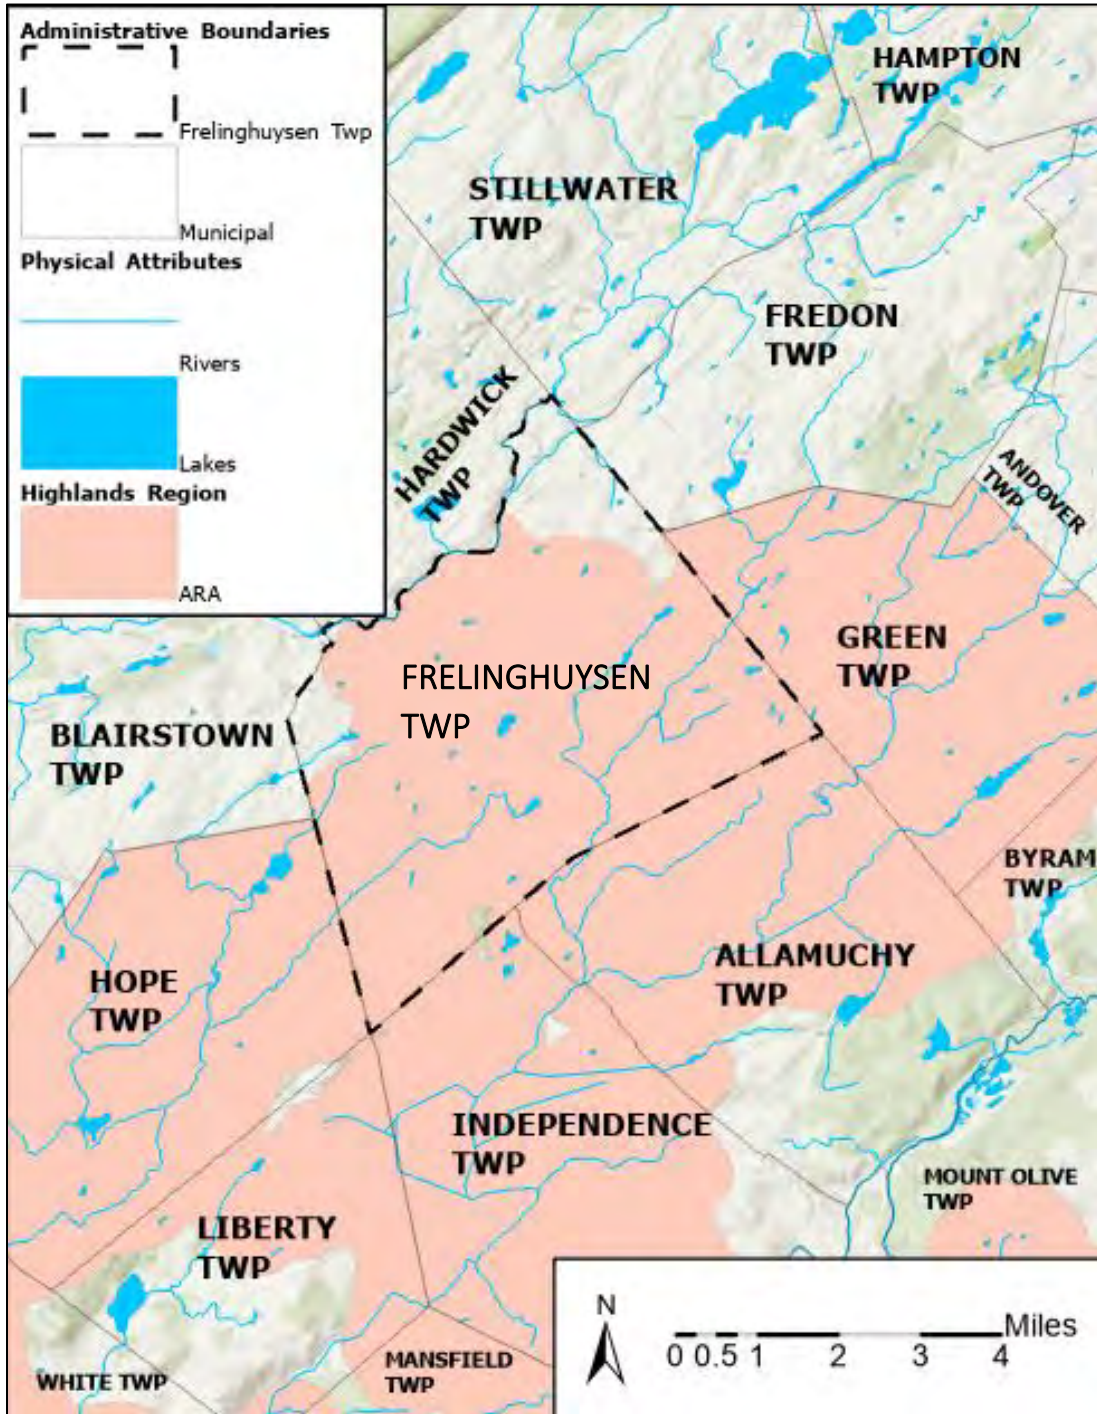 Administrative Boundaries
Frelinghuysen Twp
Municipal
Physical Attributes
Rivers
Lakes
Highlands Region
ARA
HAMPTON
TWP
STILLWATER
TWP
FREDON
TWP
HARDWICK
TWP
ANDOVER
TWP
GREEN
TWP
FRELINGHUYSEN
TWP
BLAIRSTOWN
TWP
BYRAM
TWP
ALLAMUCHY
TWP
HOPE
TWP
INDEPENDENCE
TWP
MOUNT OLIVE
TWP
LIBERTY
TWP
MANSFIELD
TWP
WHITE TWP
N
Miles
0 0.5 1 2 3 4